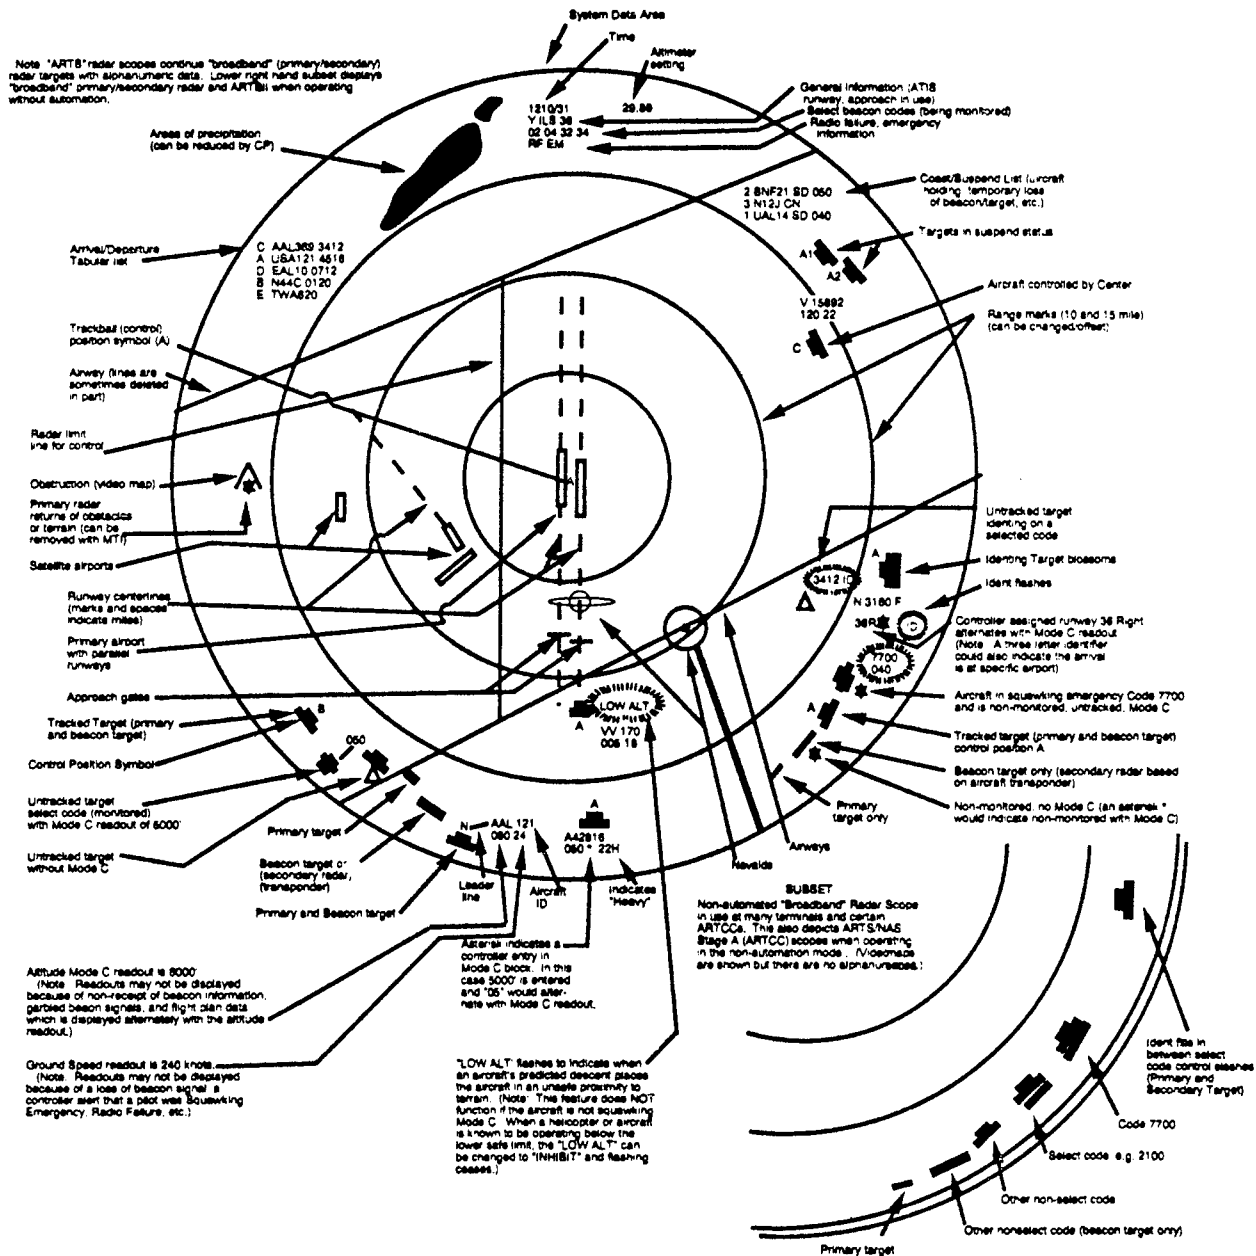 System Data Area
Time
Altimeter
setting
Note: "ARTS" radar scopes continue "broadband" (primary/secondary)
radar targets with alphanumeric data. Lower right hand subset displays
"broadband" primary/secondary radar and ARTS III when operating
without automation.
Areas of precipitation
(can be reduced by CP)
1210/31 29.88
Y ILS 36
02 04 32 34
RF EM
General Information (ATIS
runway, approach in use)
Select beacon codes (being monitored)
Radio failure, emergency
information
2 BNF21 SD 050
3 N12J CN
1 UAL14 SD 040
Coast/Suspend List (aircraft
holding, temporary loss
of beacon/target, etc.)
Targets in suspend status
A1
A2
Arrival/Departure
Tabular list
C AAL369 3412
A USA121 4516
D EAL10 0712
B N44C 0120
E TWA620
V 15892
120 22
C
Aircraft controlled by Center
Range marks (10 and 15 mile)
(can be changed/offset)
Trackball (control)
position symbol (A)
Airway (lines are
sometimes deleted
in part)
Radar limit
line for control
A
Obstruction (video map)
Primary radar
returns of obstacles
or terrain (can be
removed with MTI)
Satellite airports
Untracked target
identing on a
selected code
A
Identing Target blossoms
3412 ID
N 3160 F
Ident flashes
36R
ID
Runway centerlines
(marks and spaces
indicate miles)
Primary airport
with parallel
runways
Approach gates
Controller assigned runway 36 Right
alternates with Mode C readout
(Note: A three letter identifier
could also indicate the arrival
is at specific airport)
7700
040
Aircraft in squawking emergency Code 7700
and is non-monitored, untracked, Mode C
A
Tracked target (primary and beacon target)
control position A
Beacon target only (secondary radar based
on aircraft transponder)
Non-monitored, no Mode C (an asterisk *
would indicate non-monitored with Mode C)
Tracked Target (primary
and beacon target)
B
Control Position Symbol
050
LOW ALT
A VV 170
005 16
Untracked target
select code (monitored)
with Mode C readout of 5000'
Untracked target
without Mode C
Primary target
Beacon target or
(secondary radar,
(transponder)
Primary and Beacon target
N AAL 121
080 24
Leader
line
Aircraft
ID
A
A42816
050 * 22H
Indicates
"Heavy"
Primary
target only
Airways
Navaids
SUBSET
Non-automated "Broadband" Radar Scope
in use at many terminals and certain
ARTCCs. This also depicts ARTS/NAS
Stage A (ARTCC) scopes when operating
in the non-automation mode. (Videomaps
are shown but there are no alphanumerics.)
Asterisk indicates a
controller entry in
Mode C block. In this
case 5000' is entered
and "05" would alter-
nate with Mode C readout.
Altitude Mode C readout is 8000'
(Note: Readouts may not be displayed
because of non-receipt of beacon information,
garbled beacon signals, and flight plan data
which is displayed alternately with the altitude
readout.)
Ground Speed readout is 240 knots.
(Note: Readouts may not be displayed
because of a loss of beacon signal, a
controller alert that a pilot was Squawking
Emergency, Radio Failure, etc.)
"LOW ALT" flashes to indicate when
an aircraft's predicted descent places
the aircraft in an unsafe proximity to
terrain. (Note: This feature does NOT
function if the aircraft is not squawking
Mode C. When a helicopter or aircraft
is known to be operating below the
lower safe limit, the "LOW ALT" can
be changed to "INHIBIT" and flashing
ceases.)
Ident fills in
between select
code control slashes
(Primary and
Secondary Target)
Code 7700
Select code e.g. 2100
Other non-select code
Other nonselect code (beacon target only)
Primary target